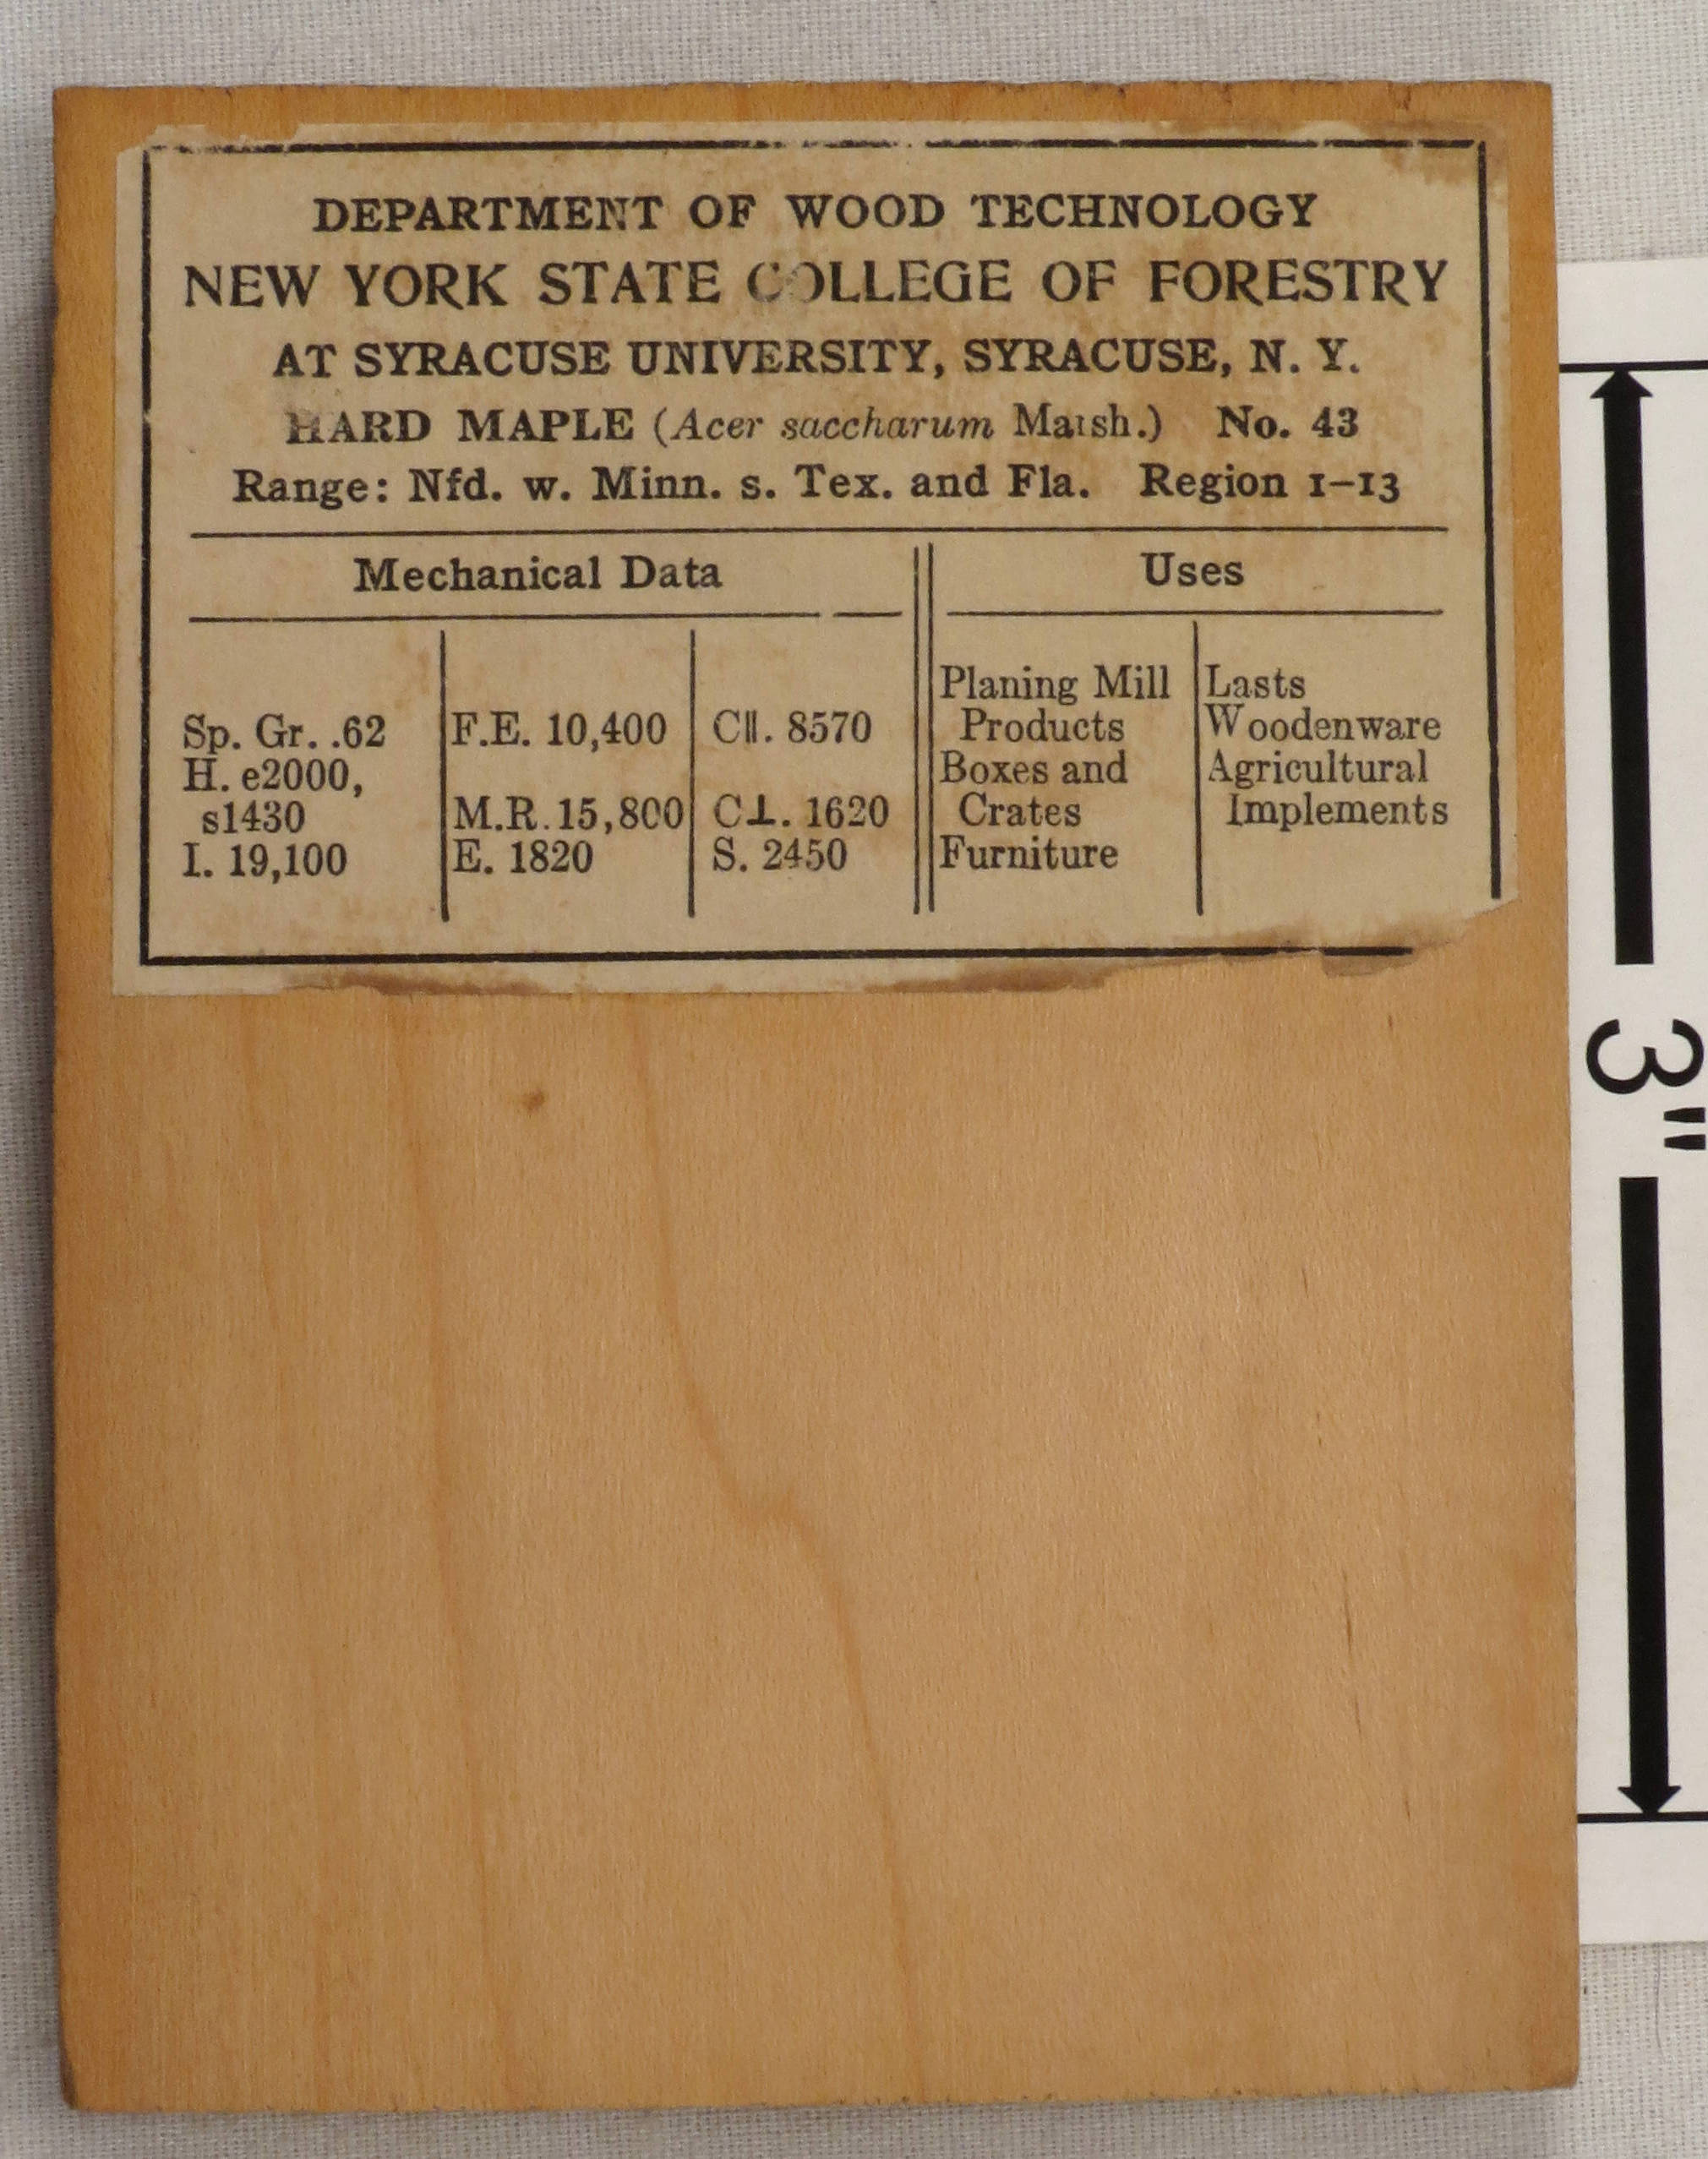 DEPARTMENT OF WOOD TECHNOLOGY
NEW YORK STATE COLLEGE OF FORESTRY
AT SYRACUSE UNIVERSITY, SYRACUSE, N. Y.
HARD MAPLE (Acer saccharum Marsh.) No. 43
Range: Nfd. w. Minn. s. Tex. and Fla. Region 1-13
Mechanical Data
Sp. Gr. .62
H. e2000,
s1430
I. 19,100
F.E. 10,400
M.R. 15,800
E. 1820
C||. 8570
C⊥. 1620
S. 2450
Uses
Planing Mill
Products
Boxes and
Crates
Furniture
Lasts
Woodenware
Agricultural
Implements
3"